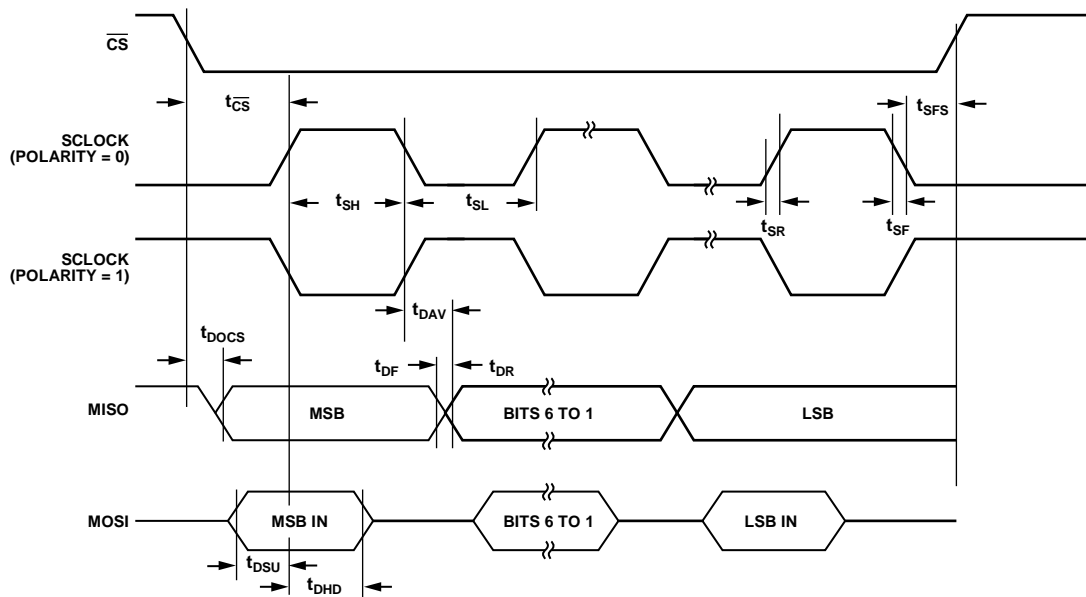 CS
tCS
tSFS
SCLOCK
(POLARITY = 0)
tSH
tSL
tSR
tSF
SCLOCK
(POLARITY = 1)
tDAV
tDOCS
tDF
tDR
MISO
MSB
BITS 6 TO 1
LSB
MOSI
MSB IN
BITS 6 TO 1
LSB IN
tDSU
tDHD